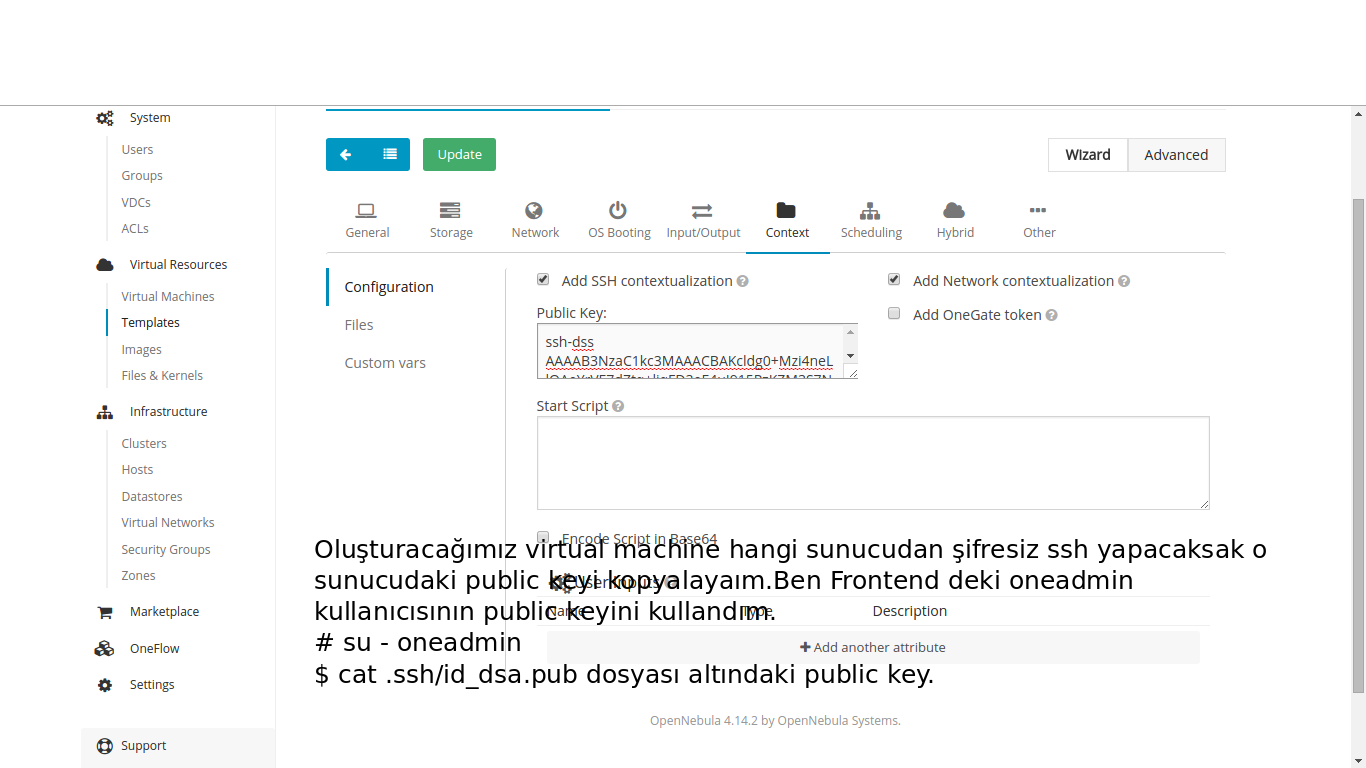 System
Users
Groups
VDCs
ACLs
Virtual Resources
Virtual Machines
Templates
Images
Files & Kernels
Infrastructure
Clusters
Hosts
Datastores
Virtual Networks
Security Groups
Zones
Marketplace
OneFlow
Settings
Support
Update
Wizard Advanced
General Storage Network OS Booting Input/Output Context Scheduling Hybrid Other
Configuration
Files
Custom vars
Add SSH contextualization
Add Network contextualization
Add OneGate token
Public Key:
ssh-dss
AAAAB3NzaC1kc3MAAACBAKcldg0+Mzi4neL
Start Script
Encode Script in Base64
User Inputs
Name Type Description
Add another attribute
Oluşturacağımız virtual machine hangi sunucudan şifresiz ssh yapacaksak o
sunucudaki public keyi kopyalayaım.Ben Frontend deki oneadmin
kullanıcısının public keyini kullandım.
# su - oneadmin
$ cat .ssh/id_dsa.pub dosyası altındaki public key.
OpenNebula 4.14.2 by OpenNebula Systems.